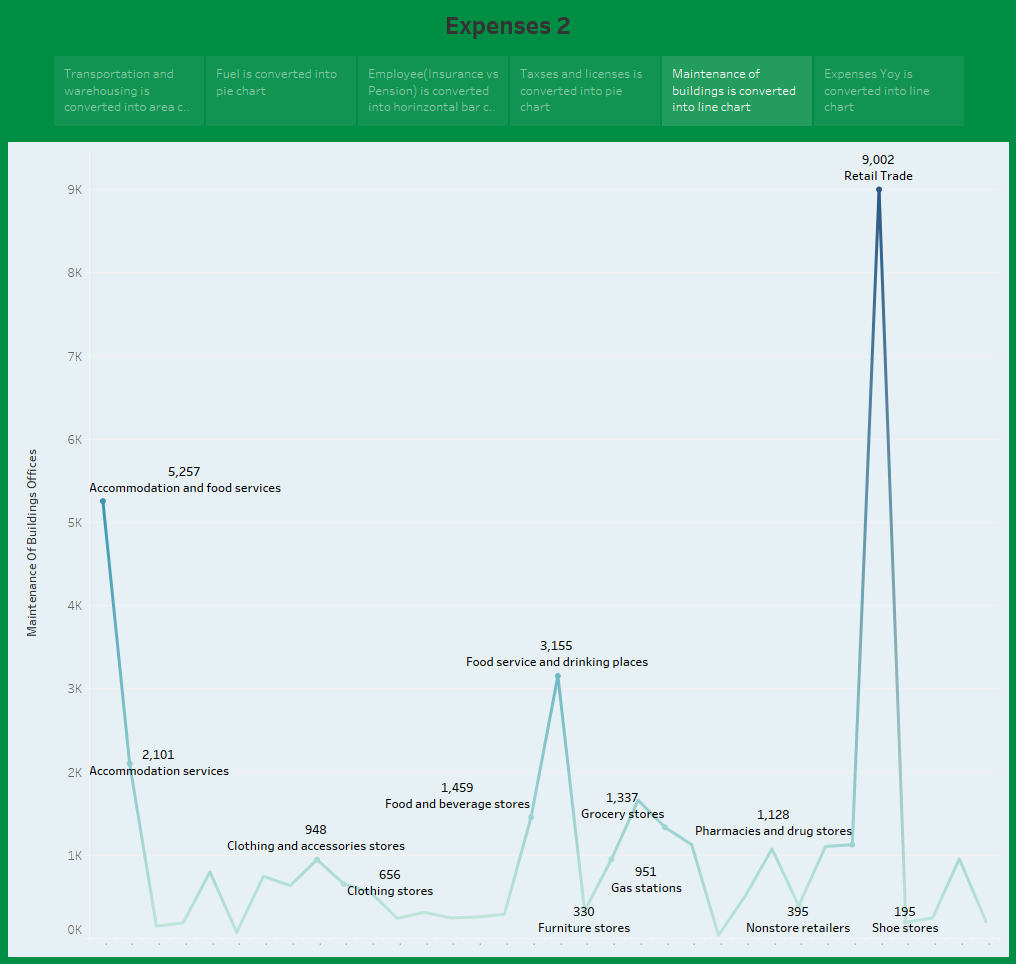 Expenses 2
Transportation and
warehousing is
converted into area c..
Fuel is converted into
pie chart
Employee(Insurance vs
Pension) is converted
into horinzontal bar c..
Taxses and licenses is
converted into pie
chart
Maintenance of
buildings is converted
into line chart
Expenses Yoy is
converted into line
chart
9,002
Retail Trade
9K
8K
7K
6K
5,257
Accommodation and food services
5K
4K
3,155
Food service and drinking places
3K
2,101
Accommodation services
2K
1,459
Food and beverage stores
1,337
Grocery stores
1,128
Pharmacies and drug stores
948
Clothing and accessories stores
1K
656
Clothing stores
951
Gas stations
330
Furniture stores
395
Nonstore retailers
195
Shoe stores
0K
Maintenance Of Buildings Offices